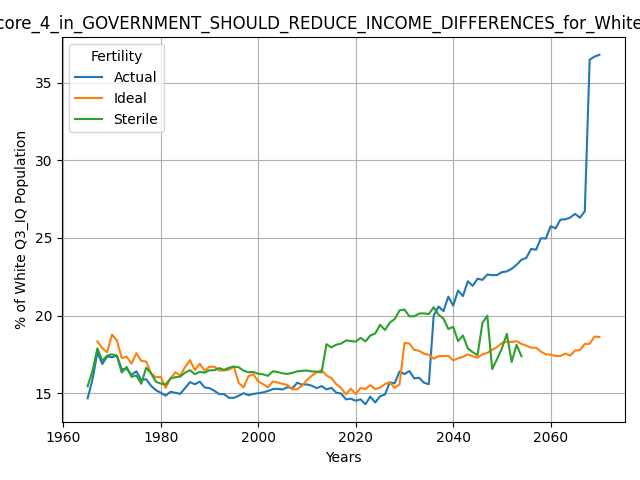 core_4_in_GOVERNMENT_SHOULD_REDUCE_INCOME_DIFFERENCES_for_White
Fertility
Actual
Ideal
Sterile
% of White Q3_IQ Population
35
30
25
20
15
1960
1980
2000
2020
2040
2060
Years